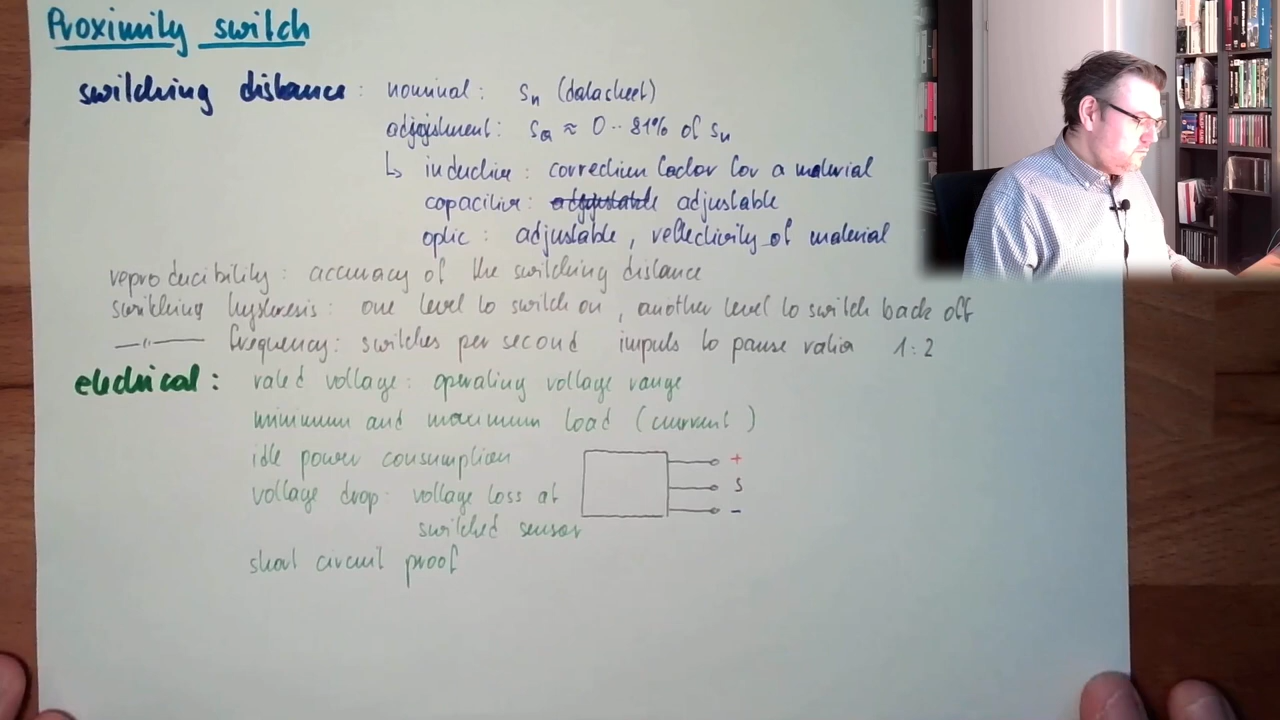 Proximity switch
switching distance: nominal: sn (datasheet)
adjustment: sa ≈ 0..81% of sn
↳ inductive: correction factor for a material
capacitive: adjustable
optic: adjustable, reflectivity of material
reproducibility: accuracy of the switching distance
switching hysteresis: one level to switch on, another level to switch back off
—"— frequency: switches per second impuls to pause ratio 1:2
electrical: rated voltage: operating voltage range
minimum and maximum load (current)
idle power consumption
+
voltage drop: voltage loss at
S
-
switched sensor
short circuit proof